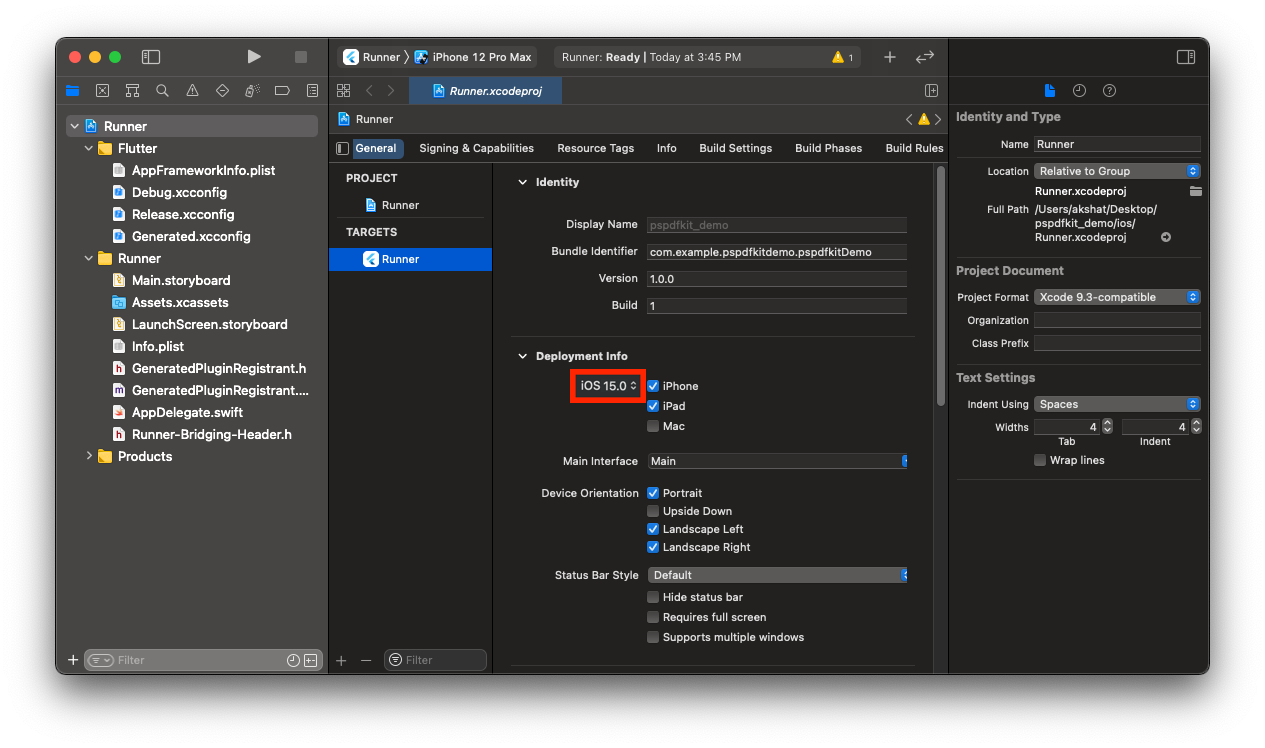 Runner
iPhone 12 Pro Max
Runner: Ready | Today at 3:45 PM
1
Runner.xcodeproj
Runner
General
Signing & Capabilities
Resource Tags
Info
Build Settings
Build Phases
Build Rules
Runner
Flutter
AppFrameworkInfo.plist
Debug.xcconfig
Release.xcconfig
Generated.xcconfig
Runner
Main.storyboard
Assets.xcassets
LaunchScreen.storyboard
Info.plist
GeneratedPluginRegistrant.h
GeneratedPluginRegistrant....
AppDelegate.swift
Runner-Bridging-Header.h
Products
Filter
PROJECT
Runner
TARGETS
Runner
Filter
Identity
Display Name pspdfkit_demo
Bundle Identifier com.example.pspdfkitdemo.pspdfkitDemo
Version 1.0.0
Build 1
Deployment Info
iOS 15.0 iPhone
iPad
Mac
Main Interface Main
Device Orientation Portrait
Upside Down
Landscape Left
Landscape Right
Status Bar Style Default
Hide status bar
Requires full screen
Supports multiple windows
Identity and Type
Name Runner
Location Relative to Group
Runner.xcodeproj
Full Path /Users/akshat/Desktop/
pspdfkit_demo/ios/
Runner.xcodeproj
Project Document
Project Format Xcode 9.3-compatible
Organization
Class Prefix
Text Settings
Indent Using Spaces
Widths 4 4
Tab Indent
Wrap lines